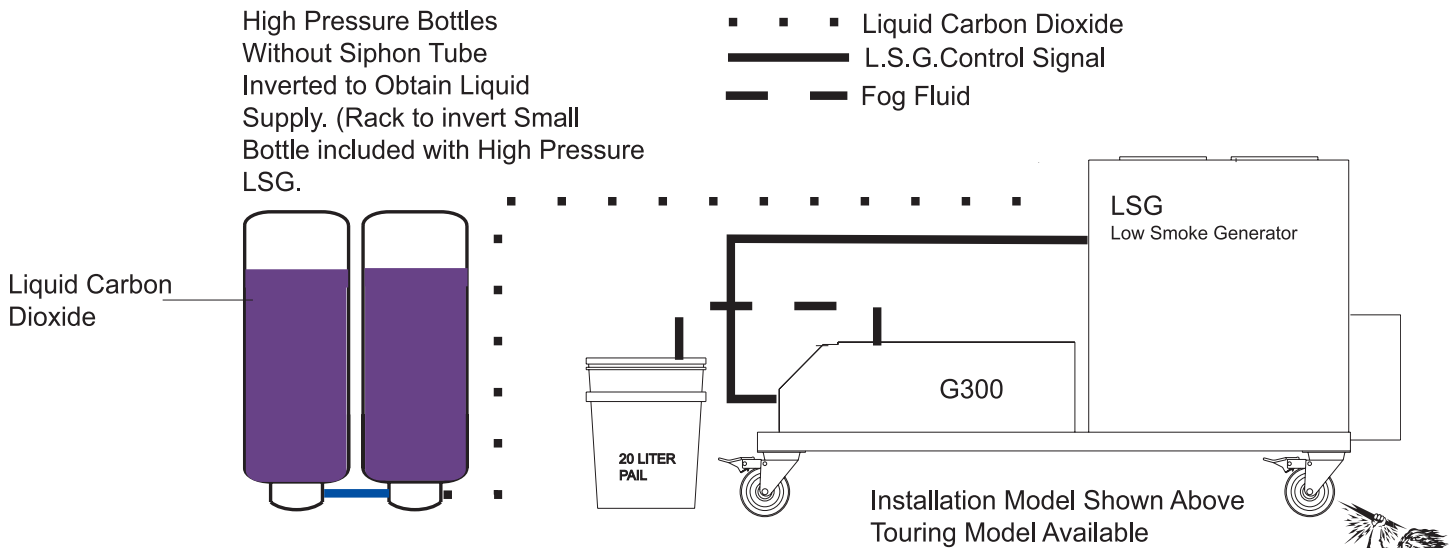 High Pressure Bottles
Without Siphon Tube
Inverted to Obtain Liquid
Supply. (Rack to invert Small
Bottle included with High Pressure
LSG.
Liquid Carbon Dioxide
L.S.G.Control Signal
Fog Fluid
Liquid Carbon
Dioxide
LSG
Low Smoke Generator
G300
20 LITER
PAIL
Installation Model Shown Above
Touring Model Available